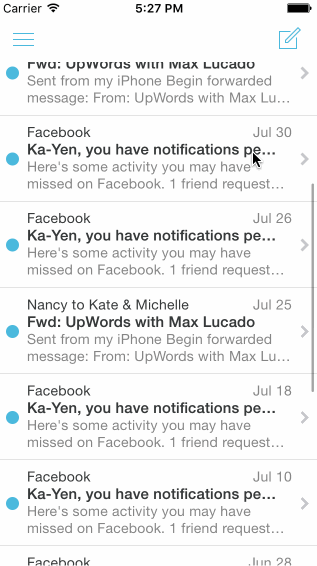 Carrier 5:27 PM
Fwd: UpWords with Max Lucado
Sent from my iPhone Begin forwarded
message: From: UpWords with Max Lu...
Facebook Jul 30
Ka-Yen, you have notifications pe...
Here's some activity you may have
missed on Facebook. 1 friend request...
Facebook Jul 26
Ka-Yen, you have notifications pe...
Here's some activity you may have
missed on Facebook. 1 friend request...
Nancy to Kate & Michelle Jul 25
Fwd: UpWords with Max Lucado
Sent from my iPhone Begin forwarded
message: From: UpWords with Max Lu...
Facebook Jul 18
Ka-Yen, you have notifications pe...
Here's some activity you may have
missed on Facebook. 1 friend request...
Facebook Jul 10
Ka-Yen, you have notifications pe...
Here's some activity you may have
missed on Facebook. 1 friend request...
Facebook Jun 28